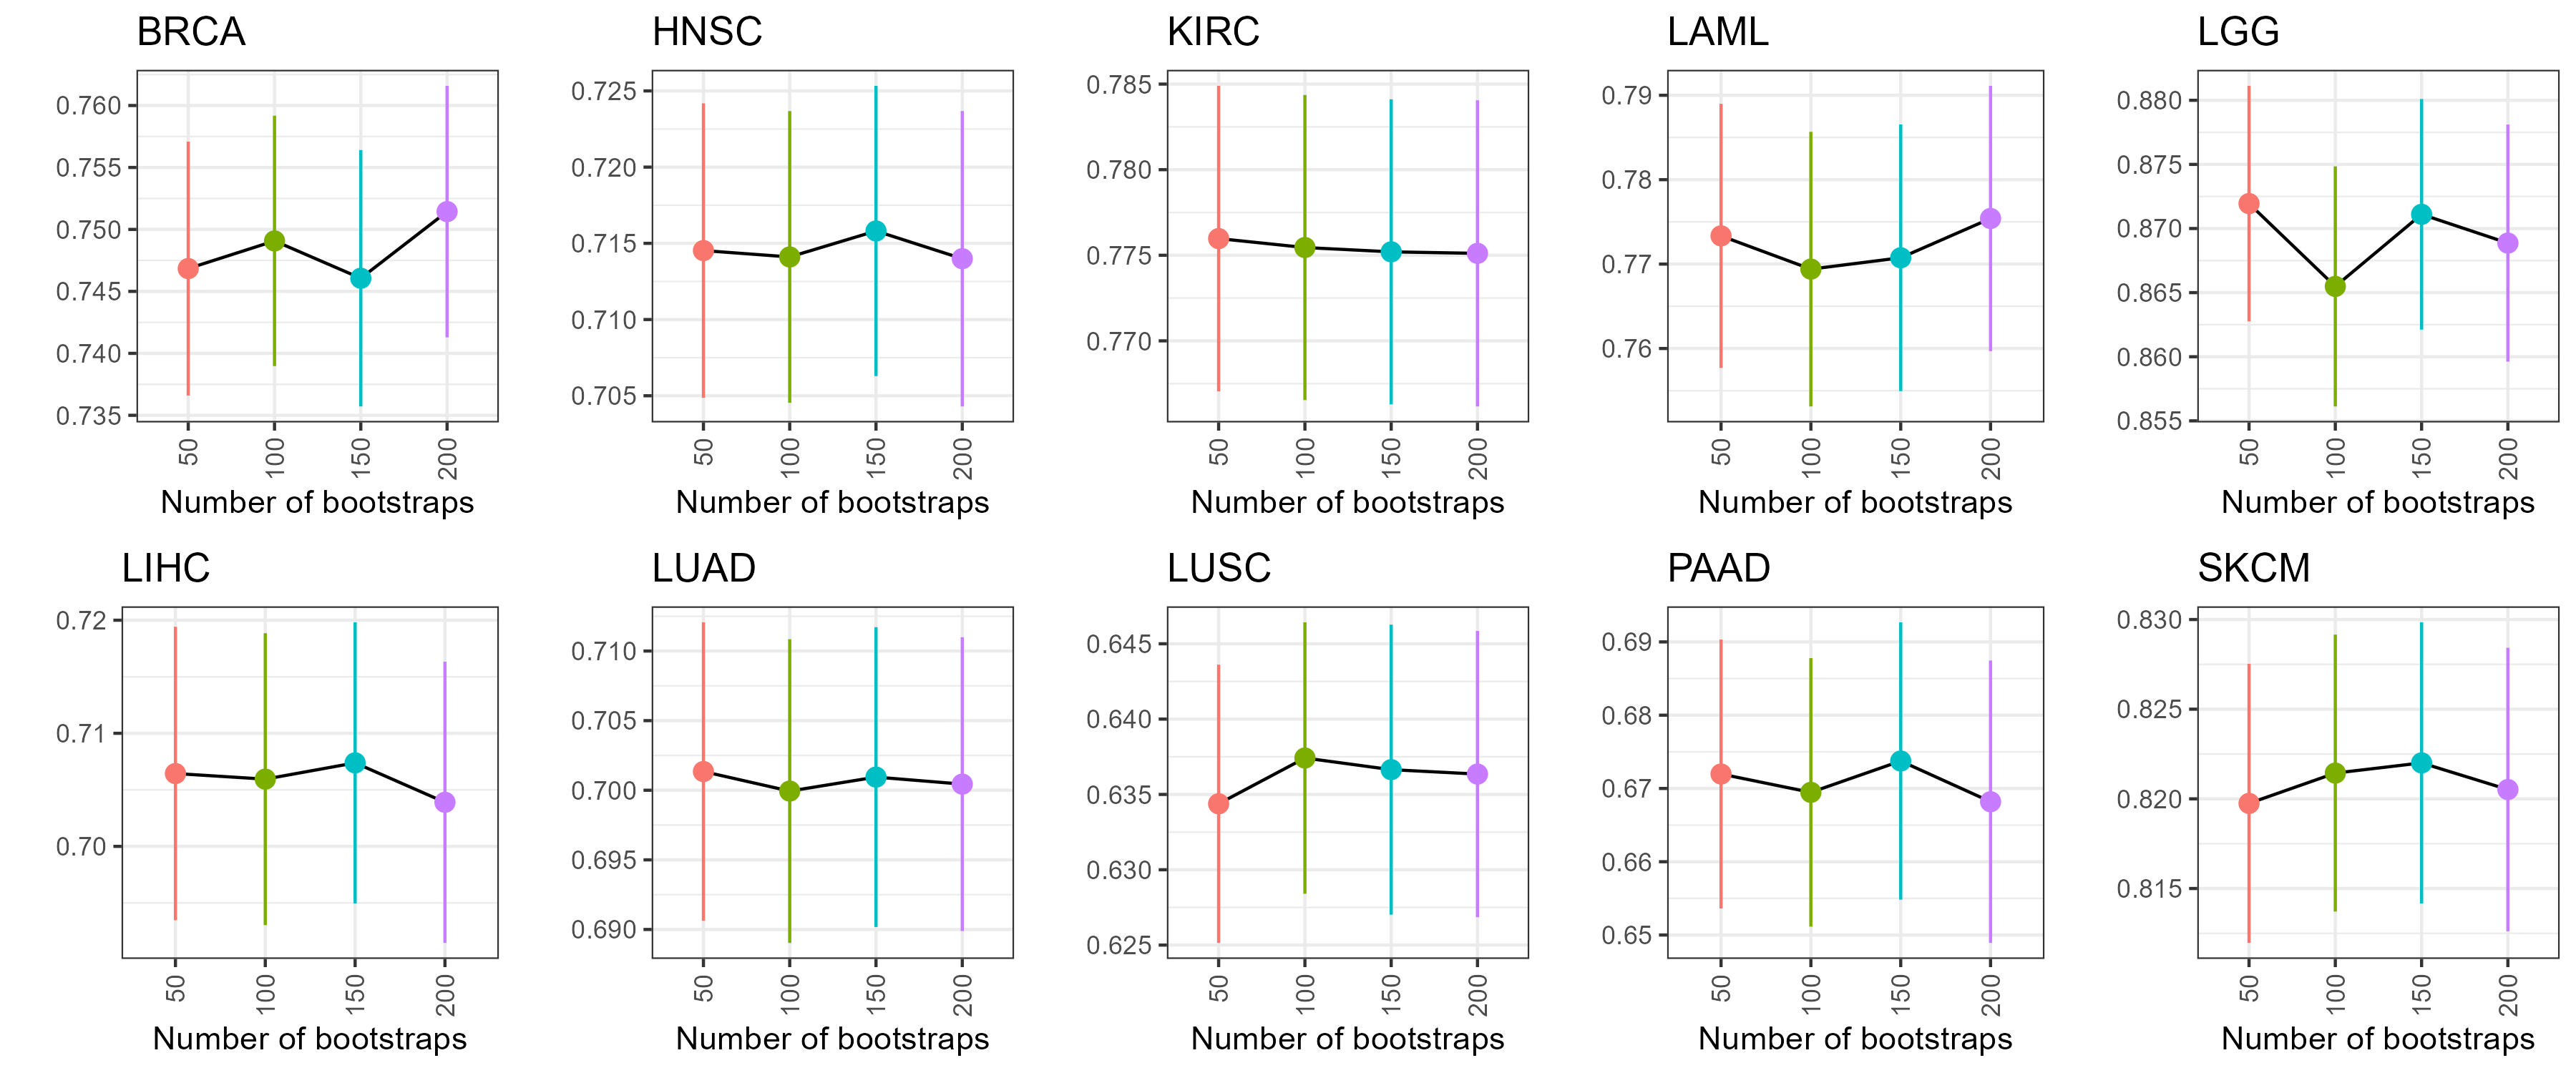 BRCA
0.760
0.755
0.750
0.745
0.740
0.735
50 100 150 200
Number of bootstraps
HNSC
0.725
0.720
0.715
0.710
0.705
50 100 150 200
Number of bootstraps
KIRC
0.785
0.780
0.775
0.770
50 100 150 200
Number of bootstraps
LAML
0.79
0.78
0.77
0.76
50 100 150 200
Number of bootstraps
LGG
0.880
0.875
0.870
0.865
0.860
0.855
50 100 150 200
Number of bootstraps
LIHC
0.72
0.71
0.70
50 100 150 200
Number of bootstraps
LUAD
0.710
0.705
0.700
0.695
0.690
50 100 150 200
Number of bootstraps
LUSC
0.645
0.640
0.635
0.630
0.625
50 100 150 200
Number of bootstraps
PAAD
0.69
0.68
0.67
0.66
0.65
50 100 150 200
Number of bootstraps
SKCM
0.830
0.825
0.820
0.815
50 100 150 200
Number of bootstraps